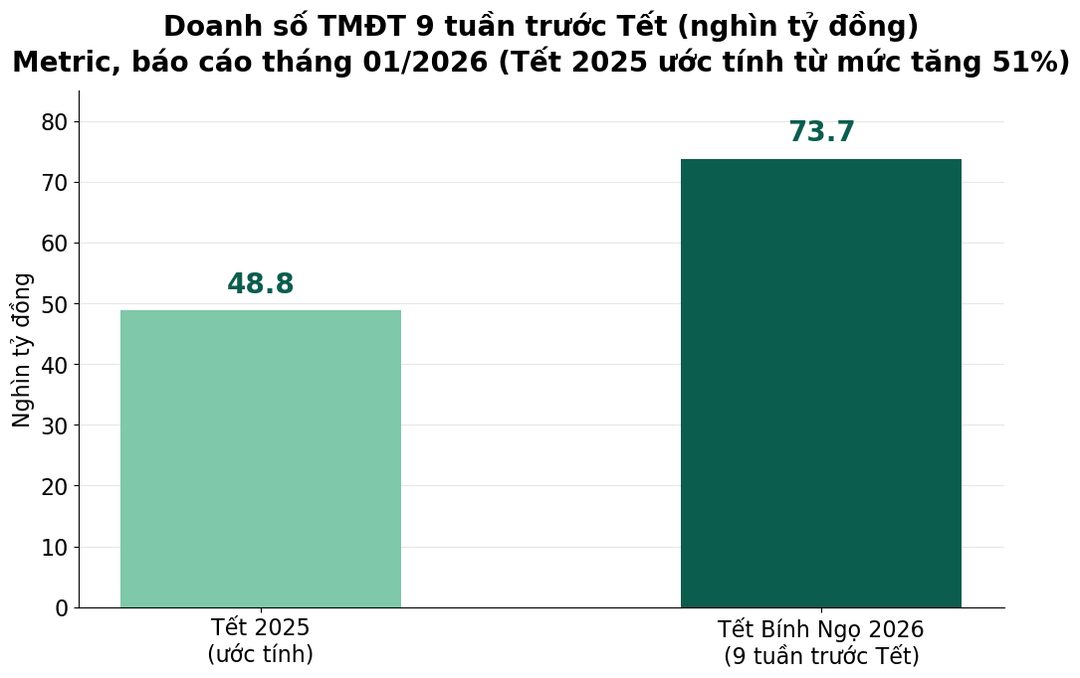 Doanh số TMĐT 9 tuần trước Tết (nghìn tỷ đồng)
Metric, báo cáo tháng 01/2026 (Tết 2025 ước tính từ mức tăng 51%)
Nghìn tỷ đồng
80
70
60
50
40
30
20
10
0
48.8
73.7
Tết 2025
(ước tính)
Tết Bính Ngọ 2026
(9 tuần trước Tết)